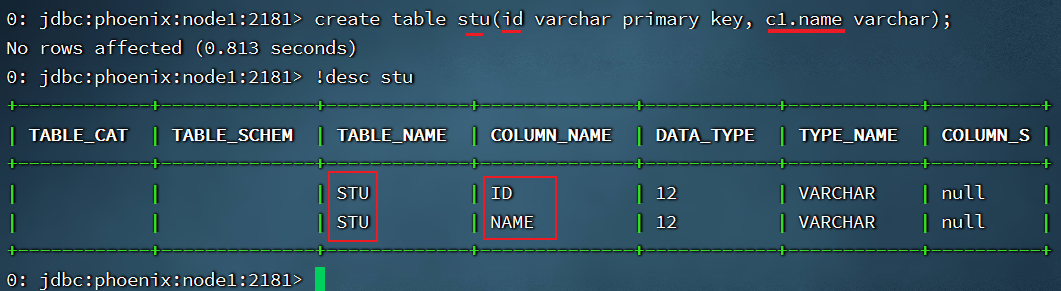 0: jdbc:phoenix:node1:2181> create table stu(id varchar primary key, c1.name varchar);
No rows affected (0.813 seconds)
0: jdbc:phoenix:node1:2181> !desc stu
+------------+--------------+-------------+--------------+------------+------------+----------+
| TABLE_CAT | TABLE_SCHEM | TABLE_NAME | COLUMN_NAME | DATA_TYPE | TYPE_NAME | COLUMN_S |
+------------+--------------+-------------+--------------+------------+------------+----------+
| | | STU | ID | 12 | VARCHAR | null |
| | | STU | NAME | 12 | VARCHAR | null |
+------------+--------------+-------------+--------------+------------+------------+----------+
0: jdbc:phoenix:node1:2181>